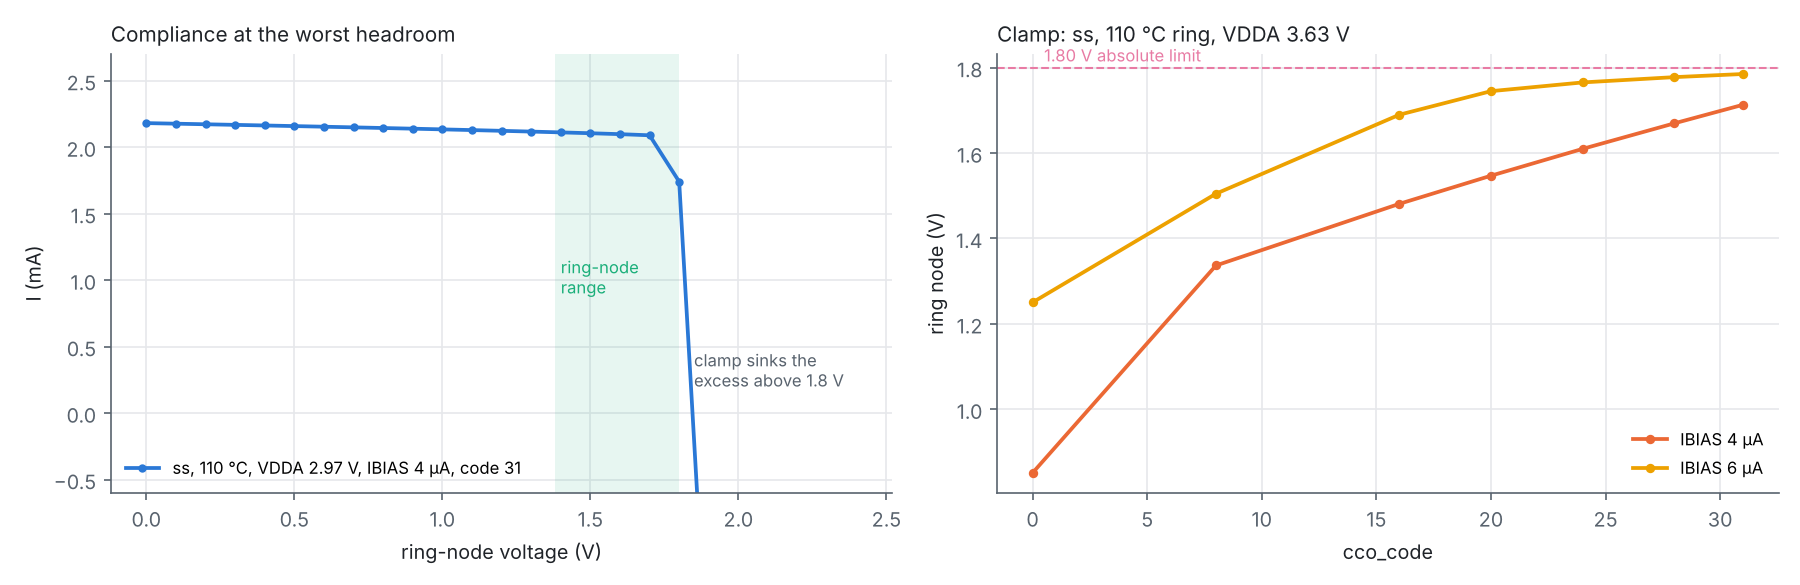 Compliance at the worst headroom
2.5
2.0
1.5
1.0
0.5
0.0
−0.5
I (mA)
ring-node
range
clamp sinks the
excess above 1.8 V
ss, 110 °C, VDDA 2.97 V, IBIAS 4 µA, code 31
0.0
0.5
1.0
1.5
2.0
2.5
ring-node voltage (V)
Clamp: ss, 110 °C ring, VDDA 3.63 V
1.80 V absolute limit
1.8
1.6
1.4
1.2
1.0
ring node (V)
IBIAS 4 µA
IBIAS 6 µA
0
5
10
15
20
25
30
cco_code